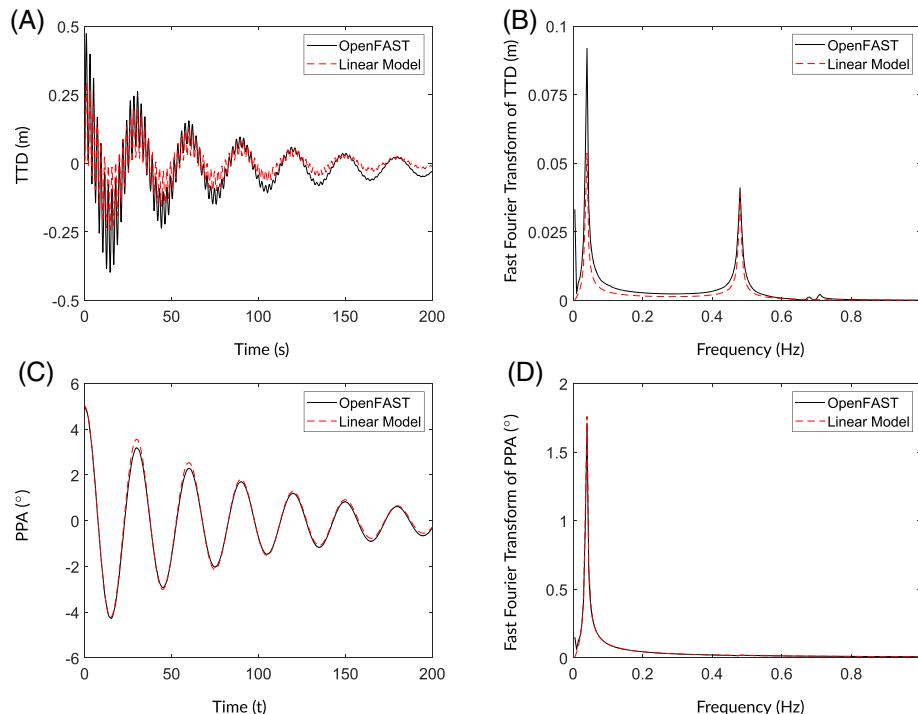 (A)
OpenFAST
Linear Model
TTD (m)
0.5
0.25
0
-0.25
-0.5
0 50 100 150 200
Time (s)
(B)
OpenFAST
Linear Model
Fast Fourier Transform of TTD (m)
0.1
0.075
0.05
0.025
0
0 0.2 0.4 0.6 0.8
Frequency (Hz)
(C)
OpenFAST
Linear Model
PPA (°)
6
4
2
0
-2
-4
-6
0 50 100 150 200
Time (t)
(D)
OpenFAST
Linear Model
Fast Fourier Transform of PPA (°)
2
1.5
1
0.5
0
0 0.2 0.4 0.6 0.8
Frequency (Hz)